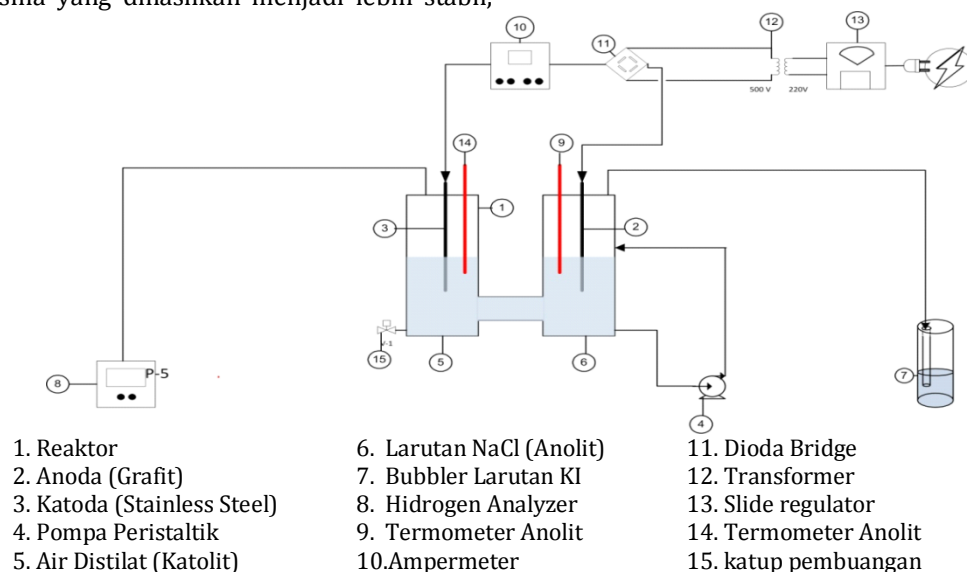 sma yang dihasilkan menjadi lebih stabil,
10
11
12
13
500 V
220V
14
9
1
3
2
V-1
15
5
6
7
8
P-5
4
1. Reaktor
2. Anoda (Grafit)
3. Katoda (Stainless Steel)
4. Pompa Peristaltik
5. Air Distilat (Katolit)
6. Larutan NaCl (Anolit)
7. Bubbler Larutan KI
8. Hidrogen Analyzer
9. Termometer Anolit
10.Ampermeter
11. Dioda Bridge
12. Transformer
13. Slide regulator
14. Termometer Anolit
15. katup pembuangan